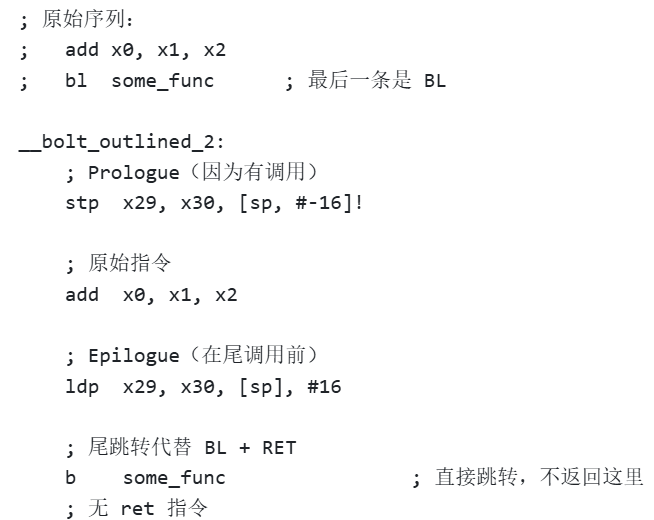 ; 原始序列：
;   add x0, x1, x2
;   bl  some_func      ; 最后一条是 BL
__bolt_outlined_2:
    ; Prologue（因为有调用）
    stp  x29, x30, [sp, #-16]!
    ; 原始指令
    add  x0, x1, x2
    ; Epilogue（在尾调用前）
    ldp  x29, x30, [sp], #16
    ; 尾跳转代替 BL + RET
    b    some_func                ; 直接跳转，不返回这里
    ; 无 ret 指令